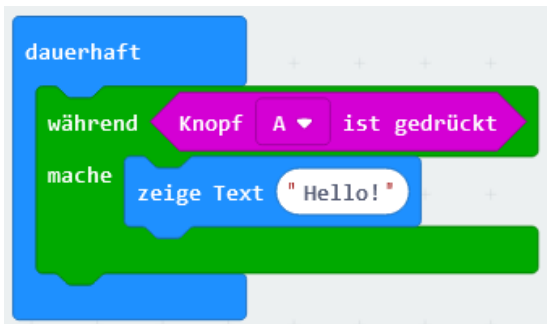 dauerhaft
während Knopf A ist gedrückt
mache
zeige Text "Hello!"